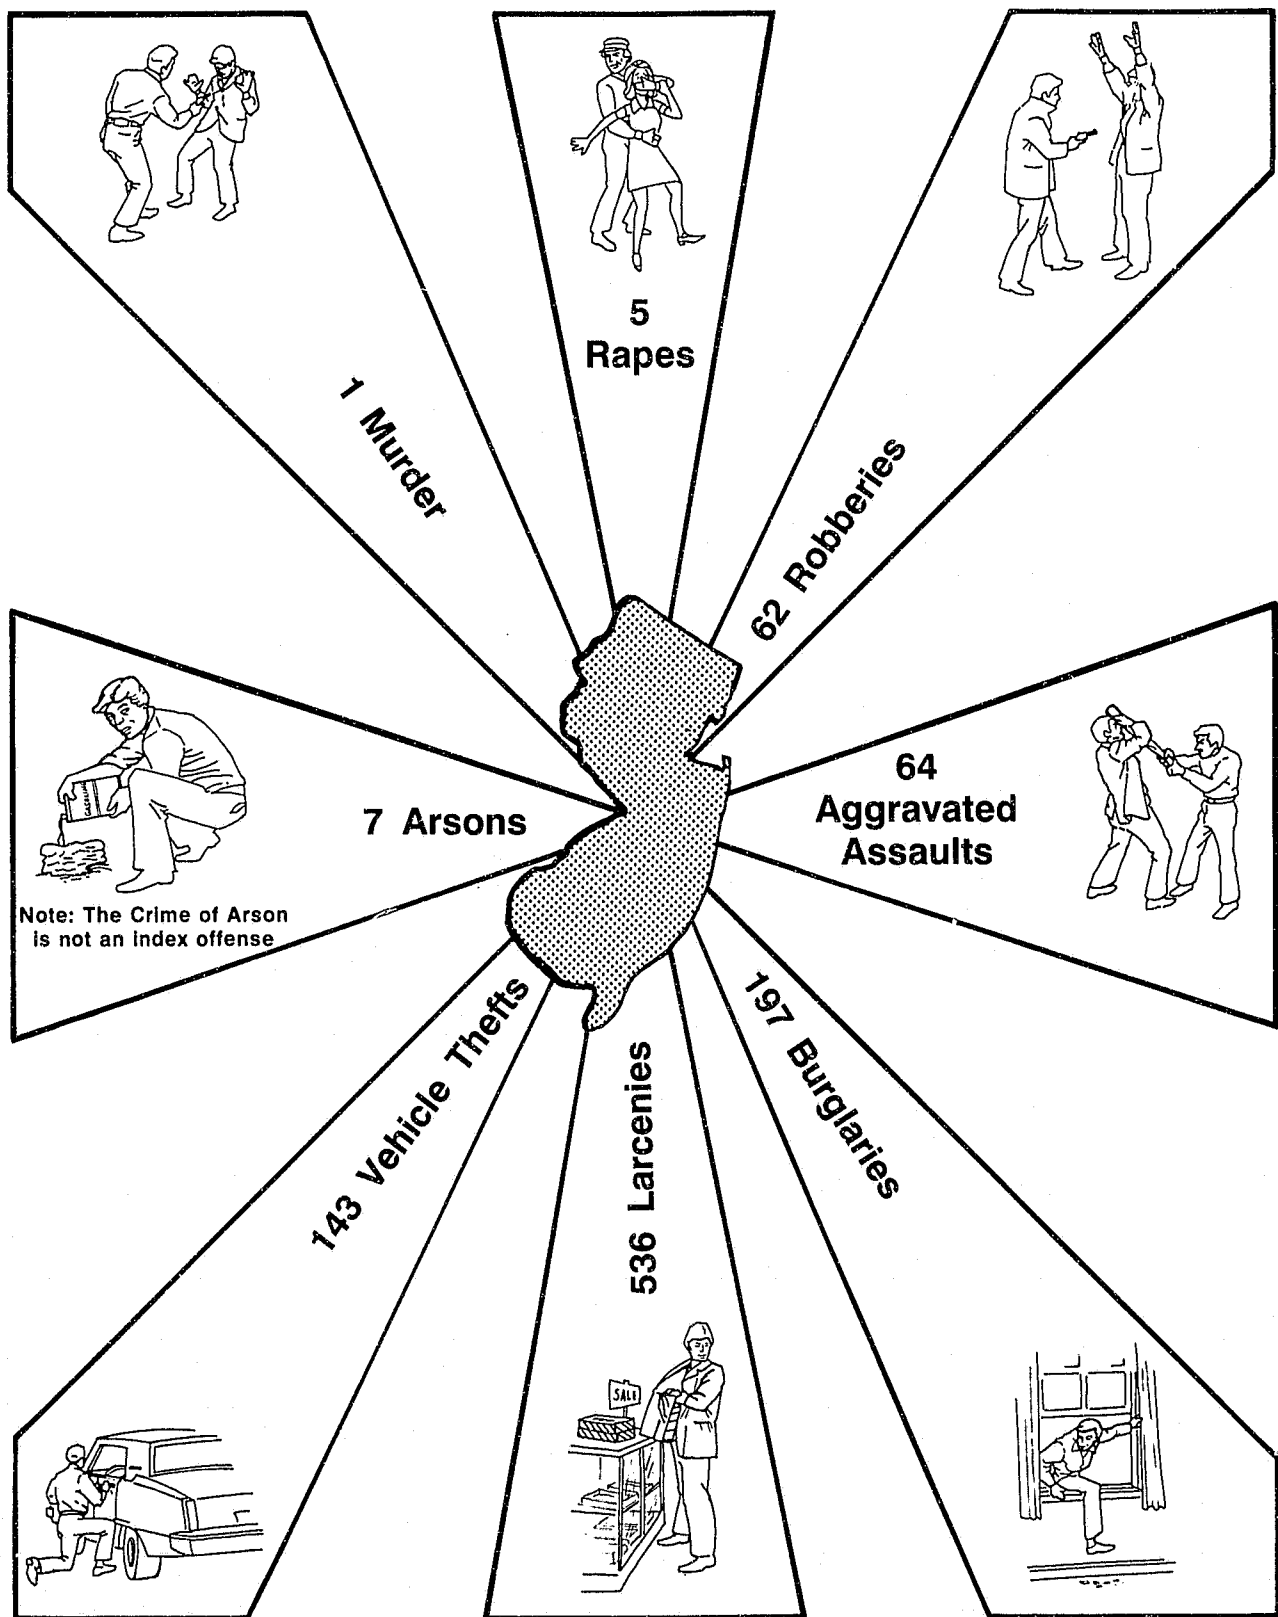 1 Murder
5
Rapes
62 Robberies
7 Arsons
Note: The Crime of Arson
is not an index offense
64
Aggravated
Assaults
143 Vehicle Thefts
536 Larcenies
197 Burglaries
SALE